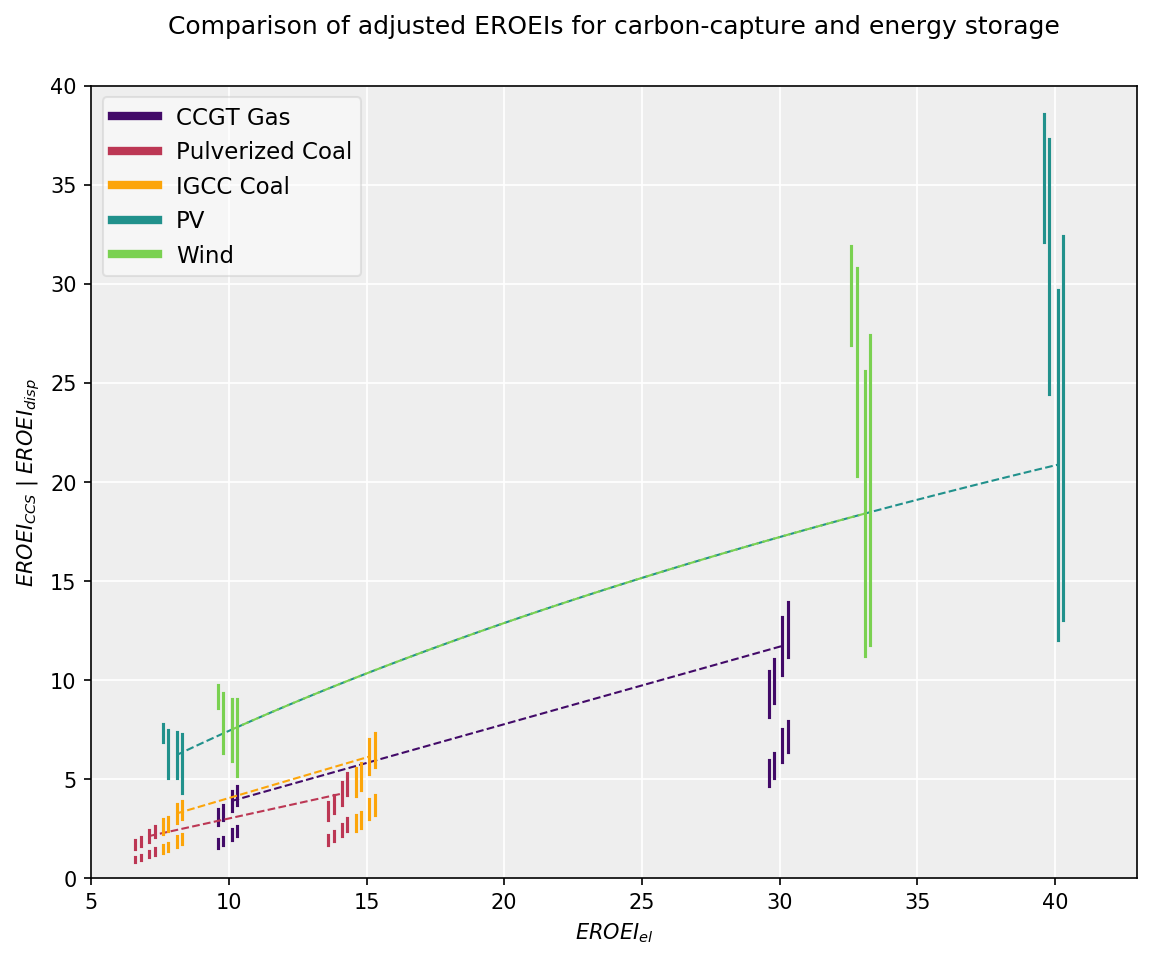 Comparison of adjusted EROEIs for carbon-capture and energy storage
40
35
30
25
20
15
10
5
0
EROEI_CCS | EROEI_disp
CCGT Gas
Pulverized Coal
IGCC Coal
PV
Wind
5 10 15 20 25 30 35 40
EROEI_el